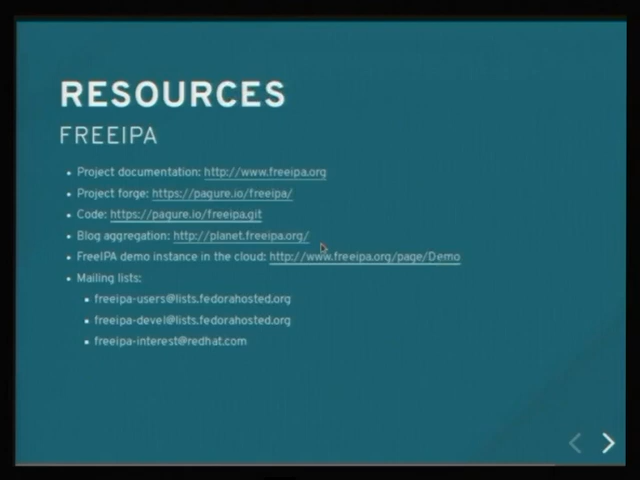 RESOURCES
FREEIPA
Project documentation: http://www.freeipa.org
Project forge: https://pagure.io/freeipa/
Code: https://pagure.io/freeipa.git
Blog aggregation: http://planet.freeipa.org/
FreeIPA demo instance in the cloud: http://www.freeipa.org/page/Demo
Mailing lists:
freeipa-users@lists.fedorahosted.org
freeipa-devel@lists.fedorahosted.org
freeipa-interest@redhat.com